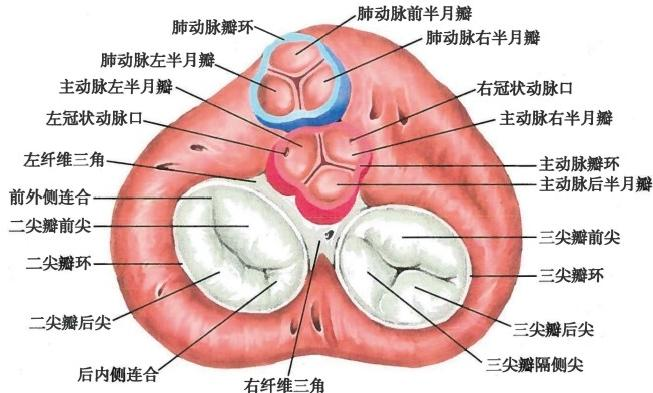 肺动脉瓣环
肺动脉前半月瓣
肺动脉右半月瓣
肺动脉左半月瓣
主动脉左半月瓣
右冠状动脉口
左冠状动脉口
主动脉右半月瓣
左纤维三角
主动脉瓣环
主动脉后半月瓣
前外侧连合
二尖瓣前尖
三尖瓣前尖
二尖瓣环
三尖瓣环
二尖瓣后尖
三尖瓣后尖
三尖瓣隔侧尖
后内侧连合
右纤维三角